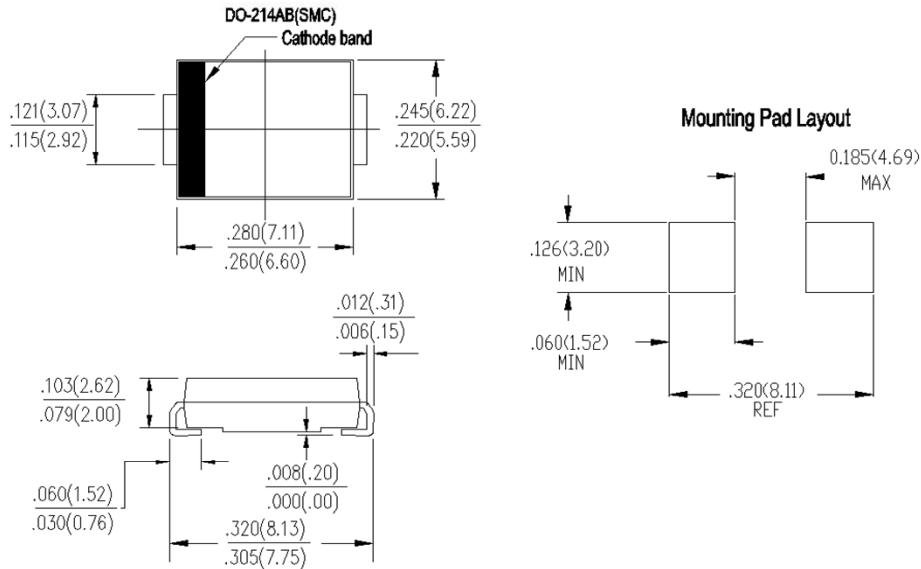 DO-214AB(SMC)
Cathode band
.121(3.07)
.115(2.92)
.245(6.22)
.220(5.59)
.280(7.11)
.260(6.60)
.012(.31)
.006(.15)
.103(2.62)
.079(2.00)
.008(.20)
.000(.00)
.060(1.52)
.030(0.76)
.320(8.13)
.305(7.75)
Mounting Pad Layout
0.185(4.69)
MAX
.126(3.20)
MIN
.060(1.52)
MIN
.320(8.11)
REF